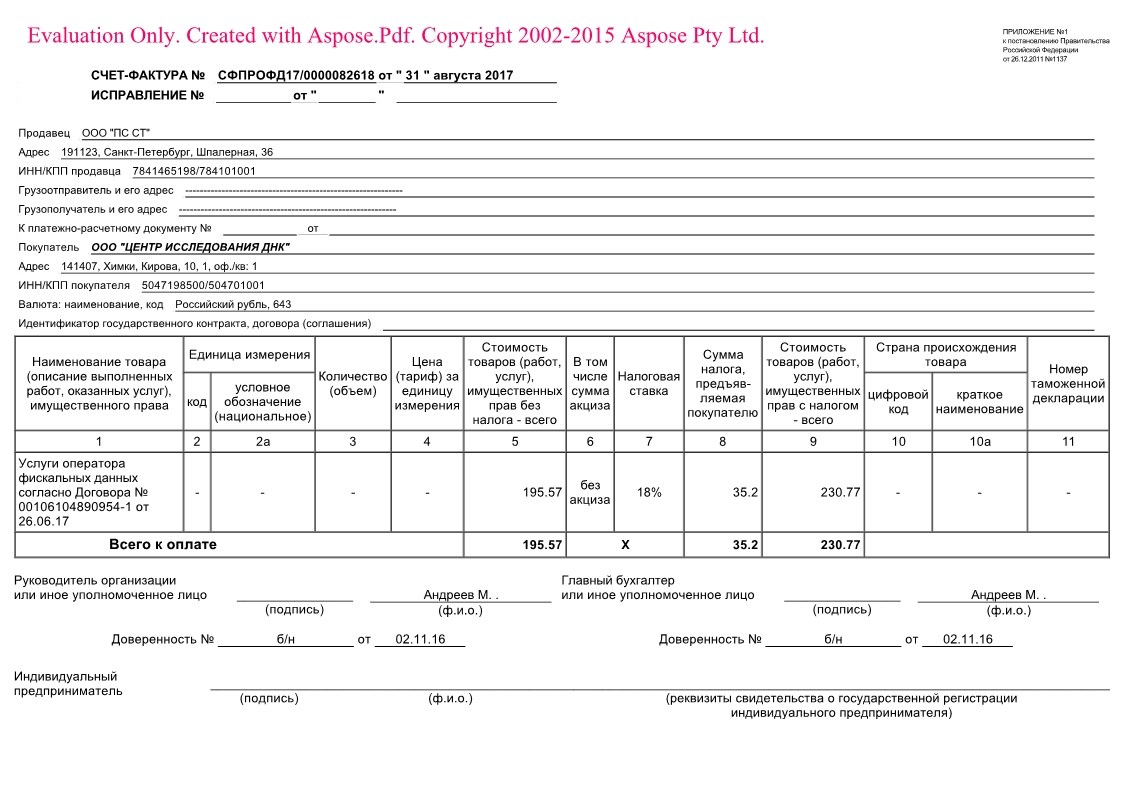 Evaluation Only. Created with Aspose.Pdf. Copyright 2002-2015 Aspose Pty Ltd.
ПРИЛОЖЕНИЕ №1
к постановлению Правительства
Российской Федерации
от 26.12.2011 №1137
СЧЕТ-ФАКТУРА № СФПРОФД17/0000082618 от " 31 " августа 2017
ИСПРАВЛЕНИЕ № от " "
Продавец ООО "ПС СТ"
Адрес 191123, Санкт-Петербург, Шпалерная, 36
ИНН/КПП продавца 7841465198/784101001
Грузоотправитель и его адрес ------------------------------------------------------------
Грузополучатель и его адрес ------------------------------------------------------------
К платежно-расчетному документу № от
Покупатель ООО "ЦЕНТР ИССЛЕДОВАНИЯ ДНК"
Адрес 141407, Химки, Кирова, 10, 1, оф./кв: 1
ИНН/КПП покупателя 5047198500/504701001
Валюта: наименование, код Российский рубль, 643
Идентификатор государственного контракта, договора (соглашения)
Наименование товара
(описание выполненных
работ, оказанных услуг),
имущественного права
Единица измерения
код
условное
обозначение
(национальное)
Количество
(объем)
Цена
(тариф) за
единицу
измерения
Стоимость
товаров (работ,
услуг),
имущественных
прав без
налога - всего
В том
числе
сумма
акциза
Налоговая
ставка
Сумма
налога,
предъяв-
ляемая
покупателю
Стоимость
товаров (работ,
услуг),
имущественных
прав с налогом
- всего
Страна происхождения
товара
цифровой
код
краткое
наименование
Номер
таможенной
декларации
1 2 2а 3 4 5 6 7 8 9 10 10а 11
Услуги оператора
фискальных данных
согласно Договора №
00106104890954-1 от
26.06.17
- - - - 195.57 без
акциза 18% 35.2 230.77 - - -
Всего к оплате 195.57 X 35.2 230.77
Руководитель организации
или иное уполномоченное лицо Андреев М. .
(подпись) (ф.и.о.)
Главный бухгалтер
или иное уполномоченное лицо Андреев М. .
(подпись) (ф.и.о.)
Доверенность № б/н от 02.11.16
Доверенность № б/н от 02.11.16
Индивидуальный
предприниматель
(подпись) (ф.и.о.) (реквизиты свидетельства о государственной регистрации
индивидуального предпринимателя)